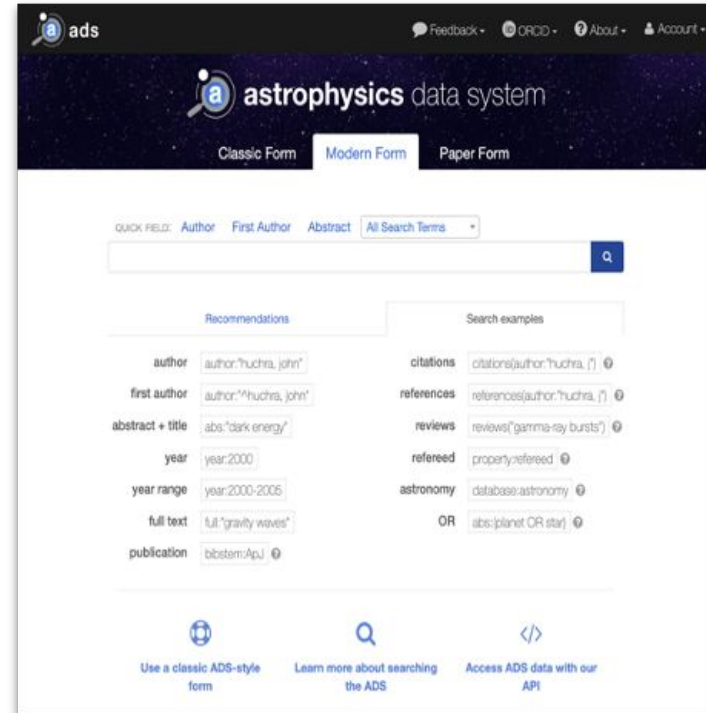 a ads Feedback ORCID About Account
a astrophysics data system
Classic Form Modern Form Paper Form
QUICK FIELD: Author First Author Abstract All Search Terms
Recommendations Search examples
author author:"huchra, john" citations citations(author:"huchra, j")
first author author:"^huchra, john" references references(author:"huchra, j")
abstract + title abs:"dark energy" reviews reviews("gamma-ray bursts")
year year:2000 refereed property:refereed
year range year:2000-2005 astronomy database:astronomy
full text full:"gravity waves" OR abs:(planet OR star)
publication bibstem:ApJ
Use a classic ADS-style Learn more about searching Access ADS data with our
form the ADS API